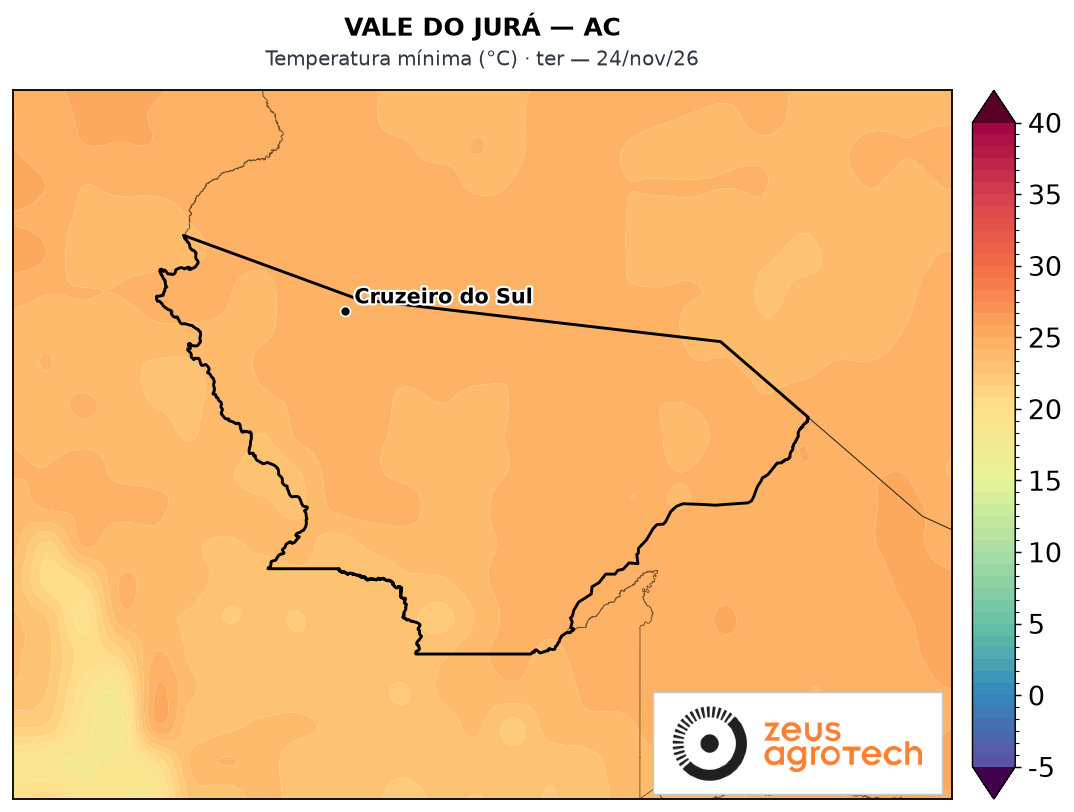 VALE DO JURÁ — AC
Temperatura mínima (°C) · ter — 24/nov/26
Cruzeiro do Sul
40
35
30
25
20
15
10
5
0
-5
zeus
agrotech